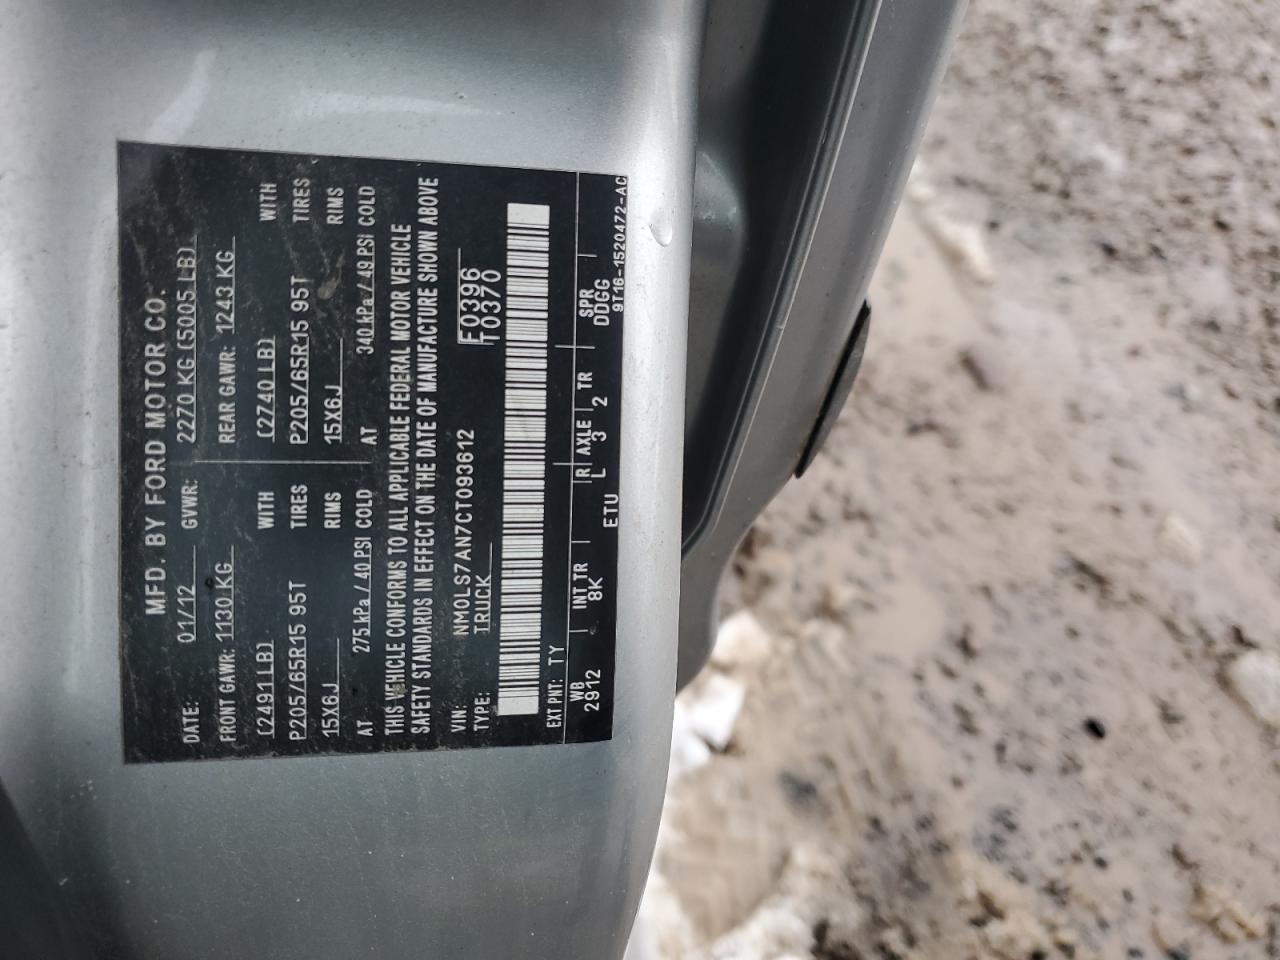 MFD. BY FORD MOTOR CO.
DATE: 01/12 GVWR: 2270 KG (5005 LB)
FRONT GAWR: 1130 KG REAR GAWR: 1243 KG
(2491 LB) WITH (2740 LB) WITH
P205/65R15 95T TIRES P205/65R15 95T TIRES
15X6J RIMS 15X6J RIMS
AT 275 kPa / 40 PSI COLD AT 340 kPa / 49 PSI COLD
THIS VEHICLE CONFORMS TO ALL APPLICABLE FEDERAL MOTOR VEHICLE
SAFETY STANDARDS IN EFFECT ON THE DATE OF MANUFACTURE SHOWN ABOVE
VIN: NM0LS7AN7CT093612 F0396
TYPE: TRUCK T0370
EXT PNT: TY
WB INT TR R AXLE TR SPR
2912 8K L 3 2 DDGG
ETU 9T16-1520472-AC